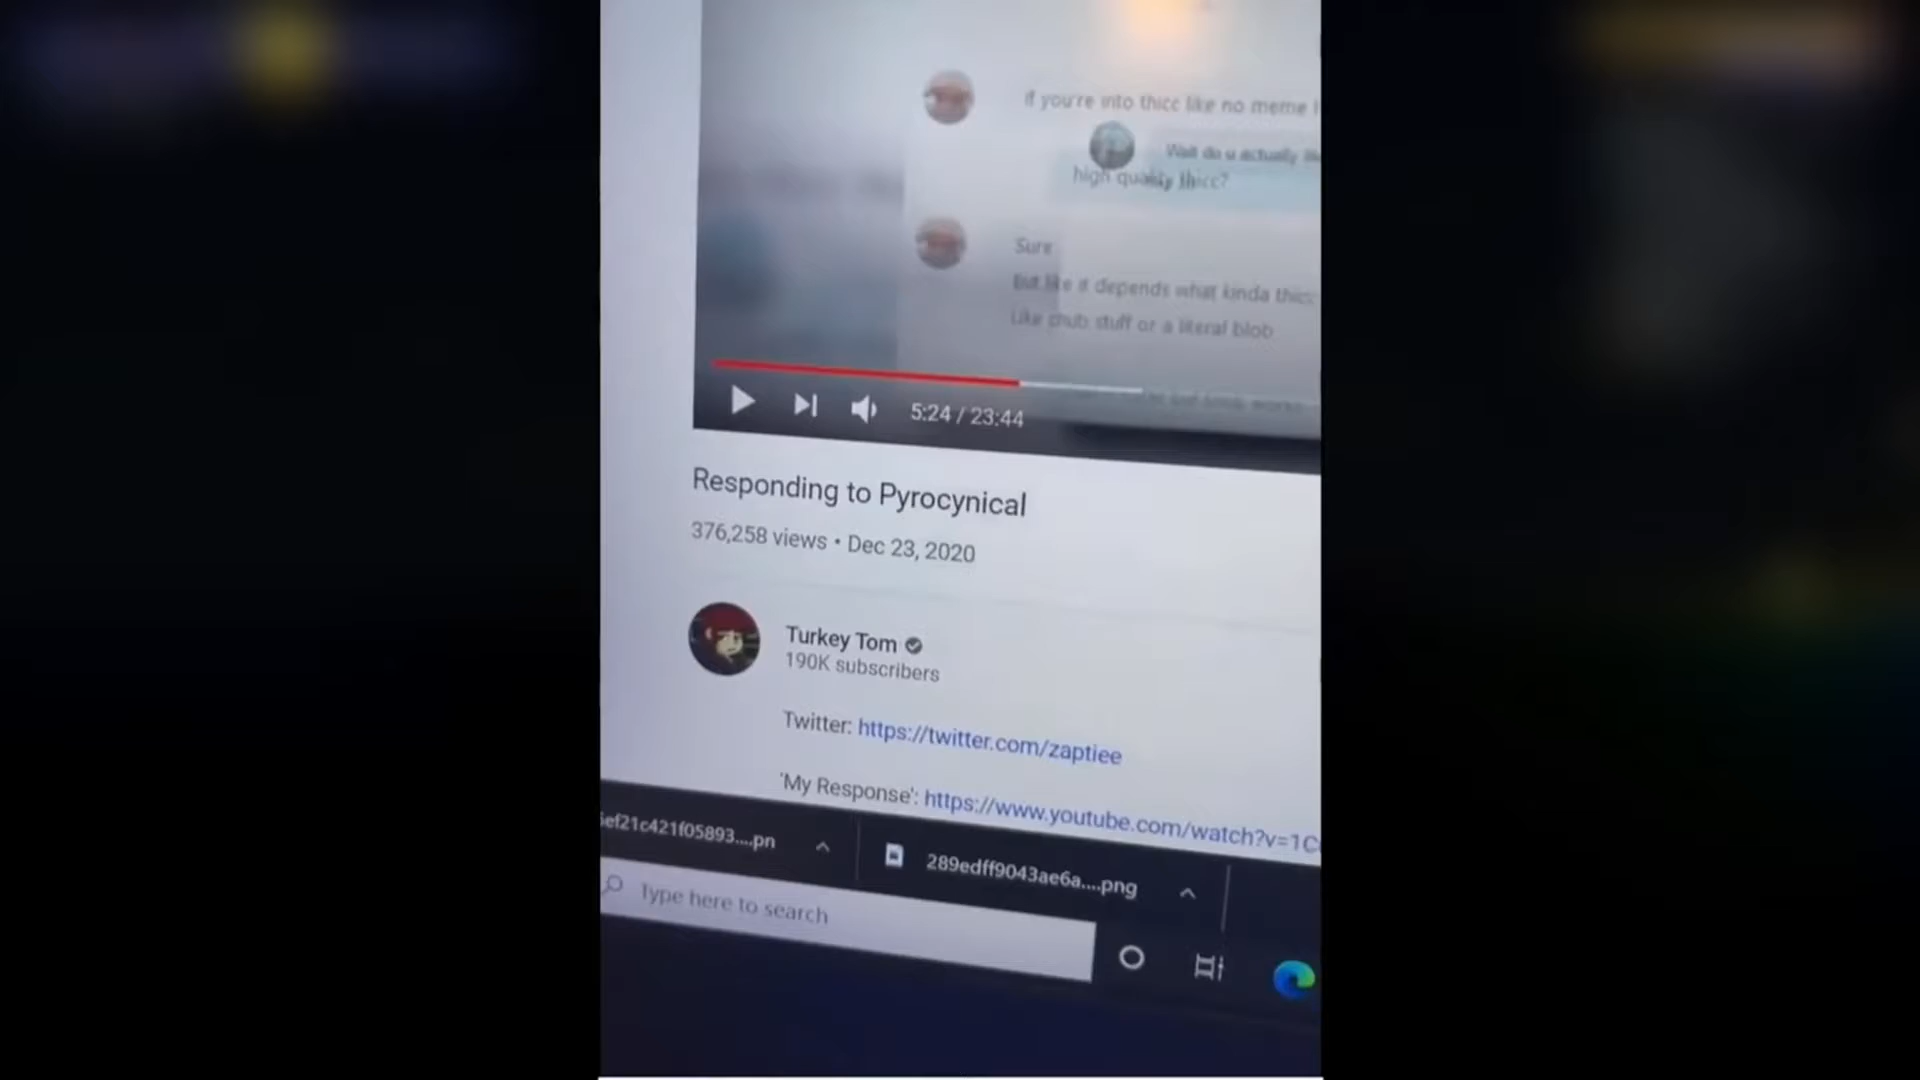 if you're into thicc like no meme
Wait do u actually
high quality thicc?
Sure
But like it depends what kinda thicc
Like chub stuff or a literal blob
5:24 / 23:44
Responding to Pyrocynical
376,258 views • Dec 23, 2020
Turkey Tom
190K subscribers
Twitter: https://twitter.com/zaptiee
'My Response': https://www.youtube.com/watch?v=1C
ef21c421f05893....pn
289edff9043ae6a....png
Type here to search